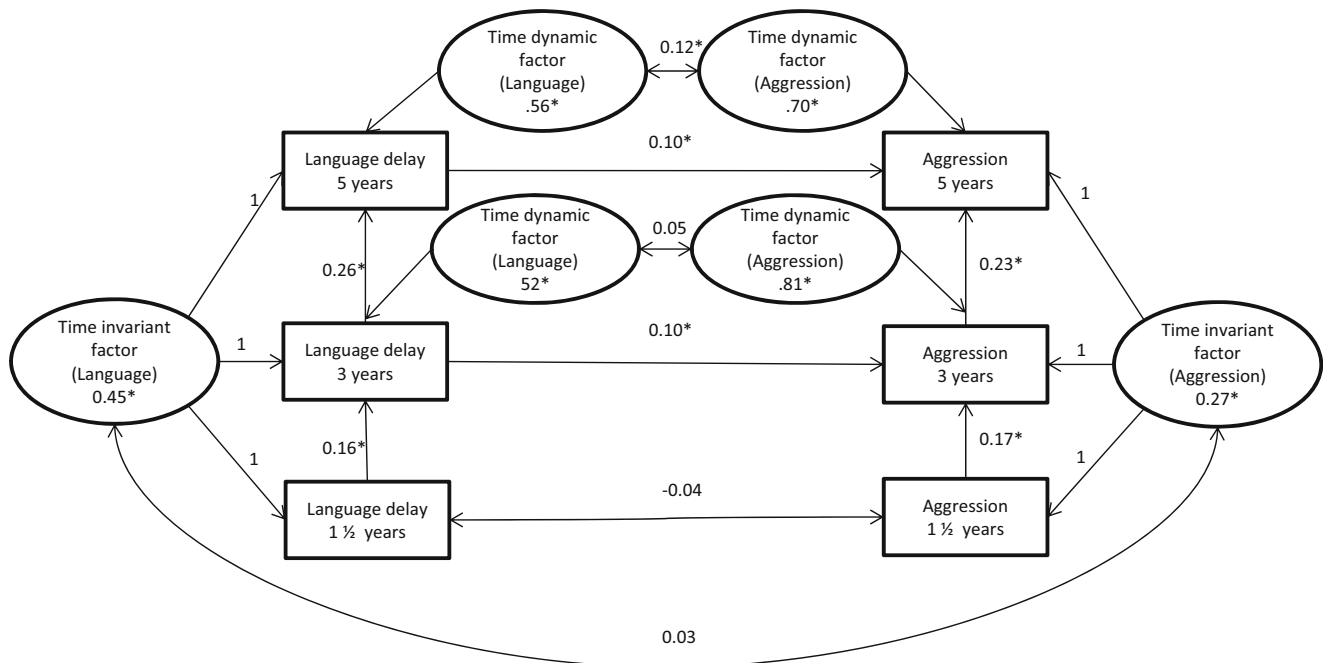 Time dynamic
factor
(Language)
.56*
0.12*
Time dynamic
factor
(Aggression)
.70*
Language delay
5 years
0.10*
Aggression
5 years
1
1
Time dynamic
factor
(Language)
52*
0.05
Time dynamic
factor
(Aggression)
.81*
0.26*
0.23*
Time invariant
factor
(Language)
0.45*
1
Language delay
3 years
0.10*
Aggression
3 years
1
Time invariant
factor
(Aggression)
0.27*
0.16*
0.17*
1
1
Language delay
1 ½ years
-0.04
Aggression
1 ½ years
0.03